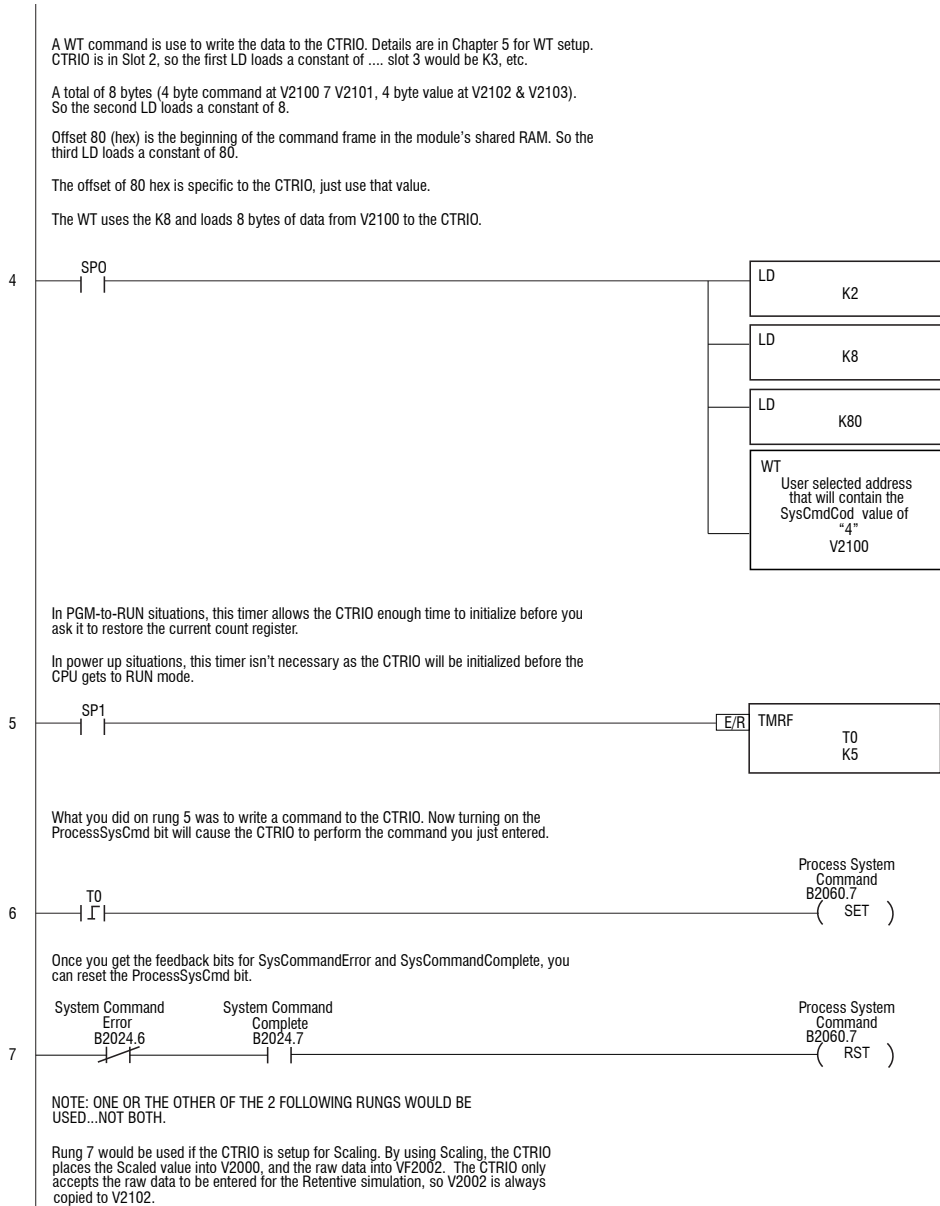 A WT command is use to write the data to the CTRIO. Details are in Chapter 5 for WT setup.
CTRIO is in Slot 2, so the first LD loads a constant of .... slot 3 would be K3, etc.
A total of 8 bytes (4 byte command at V2100 7 V2101, 4 byte value at V2102 & V2103).
So the second LD loads a constant of 8.
Offset 80 (hex) is the beginning of the command frame in the module's shared RAM. So the
third LD loads a constant of 80.
The offset of 80 hex is specific to the CTRIO, just use that value.
The WT uses the K8 and loads 8 bytes of data from V2100 to the CTRIO.
4
SP0
LD
K2
LD
K8
LD
K80
WT
User selected address
that will contain the
SysCmdCod value of
"4"
V2100
In PGM-to-RUN situations, this timer allows the CTRIO enough time to initialize before you
ask it to restore the current count register.
In power up situations, this timer isn't necessary as the CTRIO will be initialized before the
CPU gets to RUN mode.
5
SP1
E/R
TMRF
T0
K5
What you did on rung 5 was to write a command to the CTRIO. Now turning on the
ProcessSysCmd bit will cause the CTRIO to perform the command you just entered.
6
T0
Process System
Command
B2060.7
SET
Once you get the feedback bits for SysCommandError and SysCommandComplete, you
can reset the ProcessSysCmd bit.
7
System Command
Error
B2024.6
System Command
Complete
B2024.7
Process System
Command
B2060.7
RST
NOTE: ONE OR THE OTHER OF THE 2 FOLLOWING RUNGS WOULD BE
USED...NOT BOTH.
Rung 7 would be used if the CTRIO is setup for Scaling. By using Scaling, the CTRIO
places the Scaled value into V2000, and the raw data into VF2002. The CTRIO only
accepts the raw data to be entered for the Retentive simulation, so V2002 is always
copied to V2102.